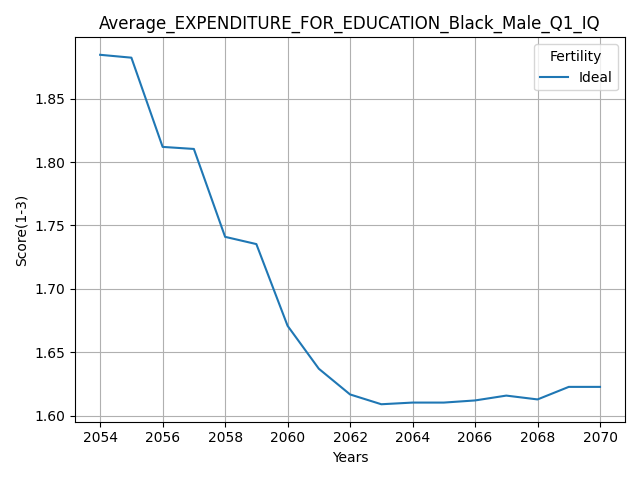 Average_EXPENDITURE_FOR_EDUCATION_Black_Male_Q1_IQ
Fertility
Ideal
1.85
1.80
1.75
1.70
1.65
1.60
Score(1-3)
2054 2056 2058 2060 2062 2064 2066 2068 2070
Years